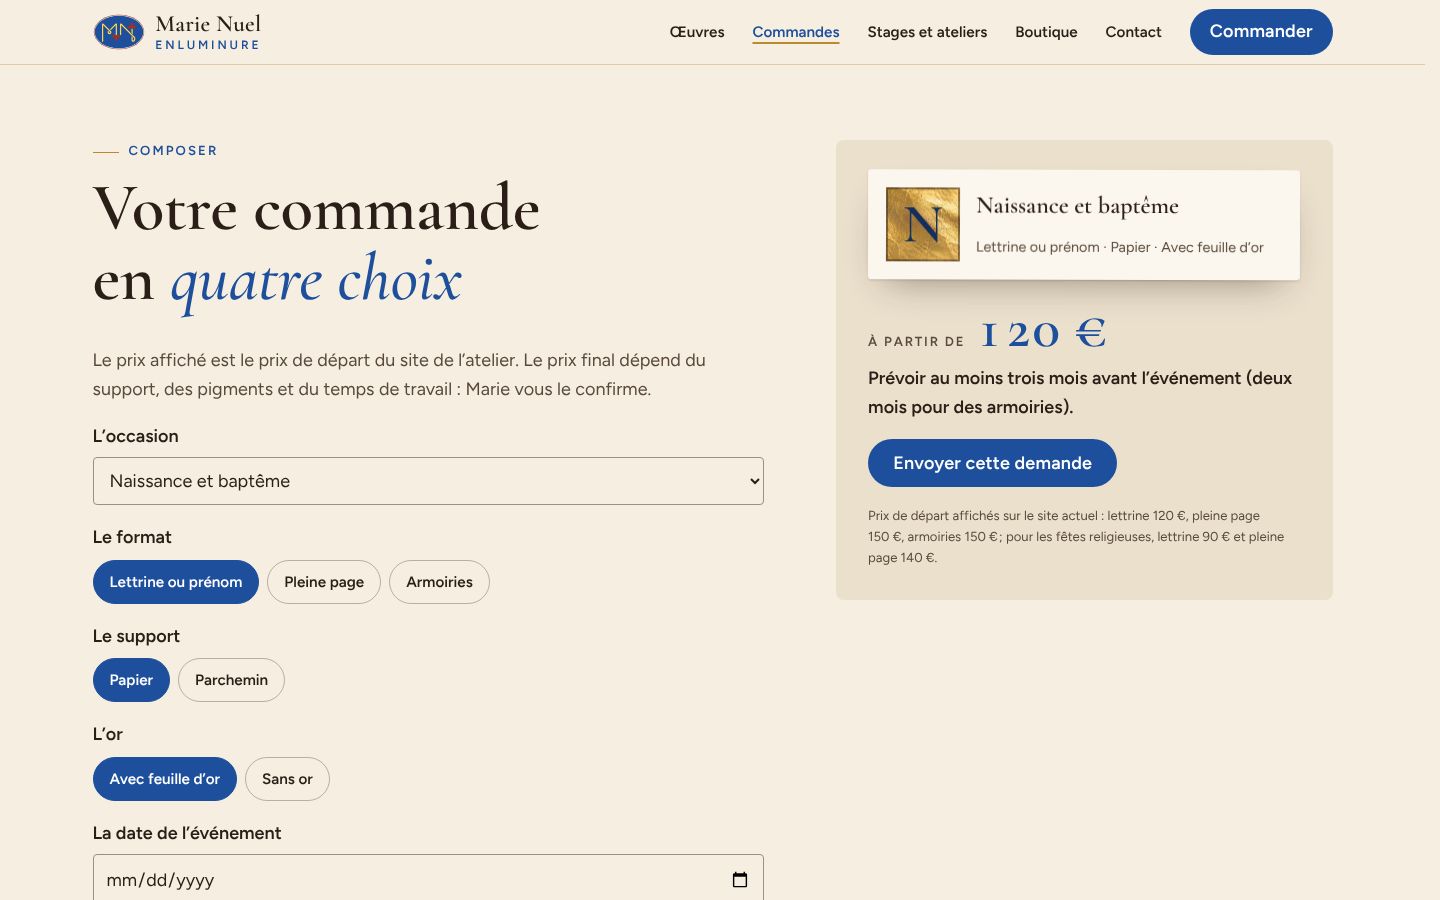 MN
Marie Nuel
ENLUMINURE
Œuvres
Commandes
Stages et ateliers
Boutique
Contact
Commander
COMPOSER
Votre commande
en quatre choix
Le prix affiché est le prix de départ du site de l’atelier. Le prix final dépend du
support, des pigments et du temps de travail : Marie vous le confirme.
L’occasion
Naissance et baptême
Le format
Lettrine ou prénom
Pleine page
Armoiries
Le support
Papier
Parchemin
L’or
Avec feuille d’or
Sans or
La date de l’événement
mm/dd/yyyy
N
Naissance et baptême
Lettrine ou prénom · Papier · Avec feuille d’or
À PARTIR DE 120 €
Prévoir au moins trois mois avant l’événement (deux
mois pour des armoiries).
Envoyer cette demande
Prix de départ affichés sur le site actuel : lettrine 120 €, pleine page
150 €, armoiries 150 € ; pour les fêtes religieuses, lettrine 90 € et pleine
page 140 €.